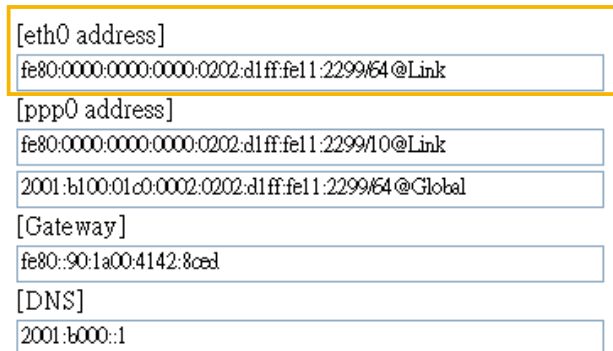 [eth0 address]
fe80:0000:0000:0000:0202:d1ff:fe11:2299/64@Link
[ppp0 address]
fe80:0000:0000:0000:0202:d1ff:fe11:2299/10@Link
2001:b100:01c0:0002:0202:d1ff:fe11:2299/64@Global
[Gateway]
fe80::90:1a00:4142:8ced
[DNS]
2001:b000::1